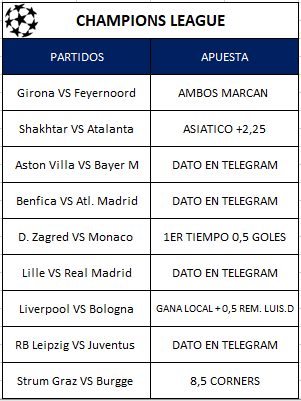 CHAMPIONS LEAGUE
PARTIDOS APUESTA
Girona VS Feyernoord AMBOS MARCAN
Shakhtar VS Atalanta ASIATICO +2,25
Aston Villa VS Bayer M DATO EN TELEGRAM
Benfica VS Atl. Madrid DATO EN TELEGRAM
D. Zagred VS Monaco 1ER TIEMPO 0,5 GOLES
Lille VS Real Madrid DATO EN TELEGRAM
Liverpool VS Bologna GANA LOCAL + 0,5 REM. LUIS.D
RB Leipzig VS Juventus DATO EN TELEGRAM
Strum Graz VS Burgge 8,5 CORNERS